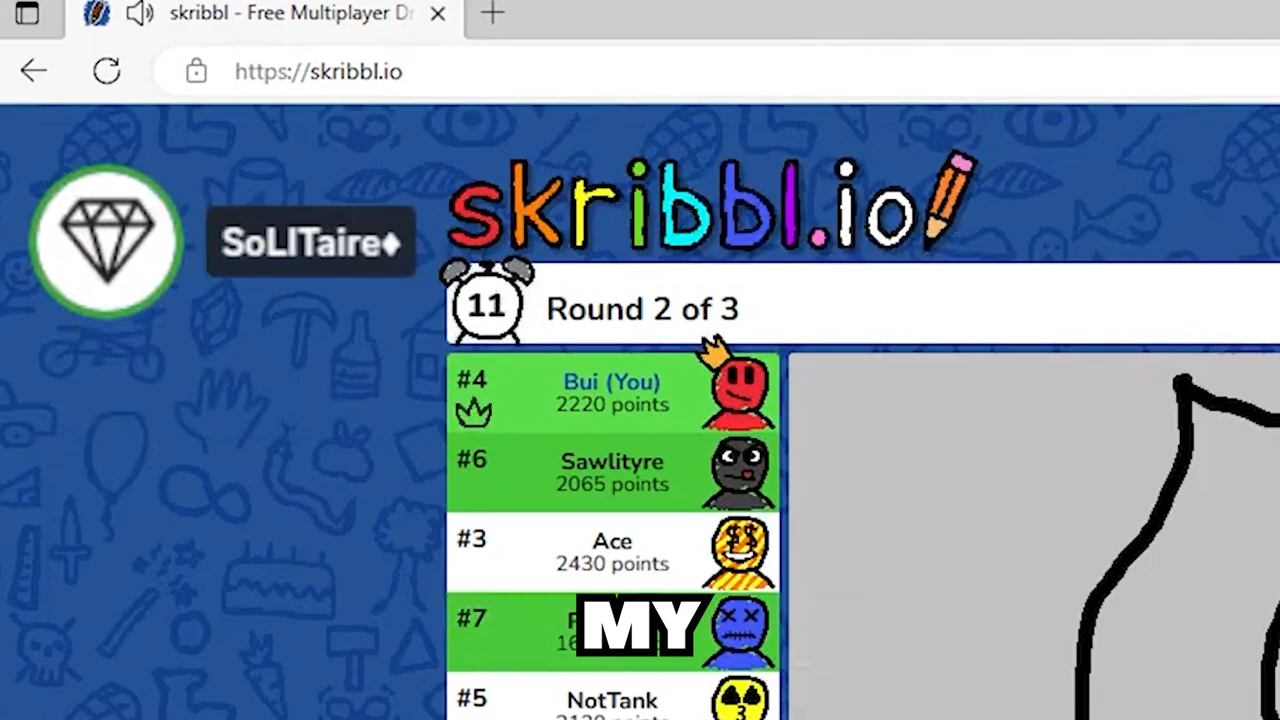 skribbl - Free Multiplayer Dr
https://skribbl.io
skribbl.io
SoLITaire♦
11
Round 2 of 3
#4
Bui (You)
2220 points
#6
Sawlityre
2065 points
#3
Ace
2430 points
#7
MY
#5
NotTank
points